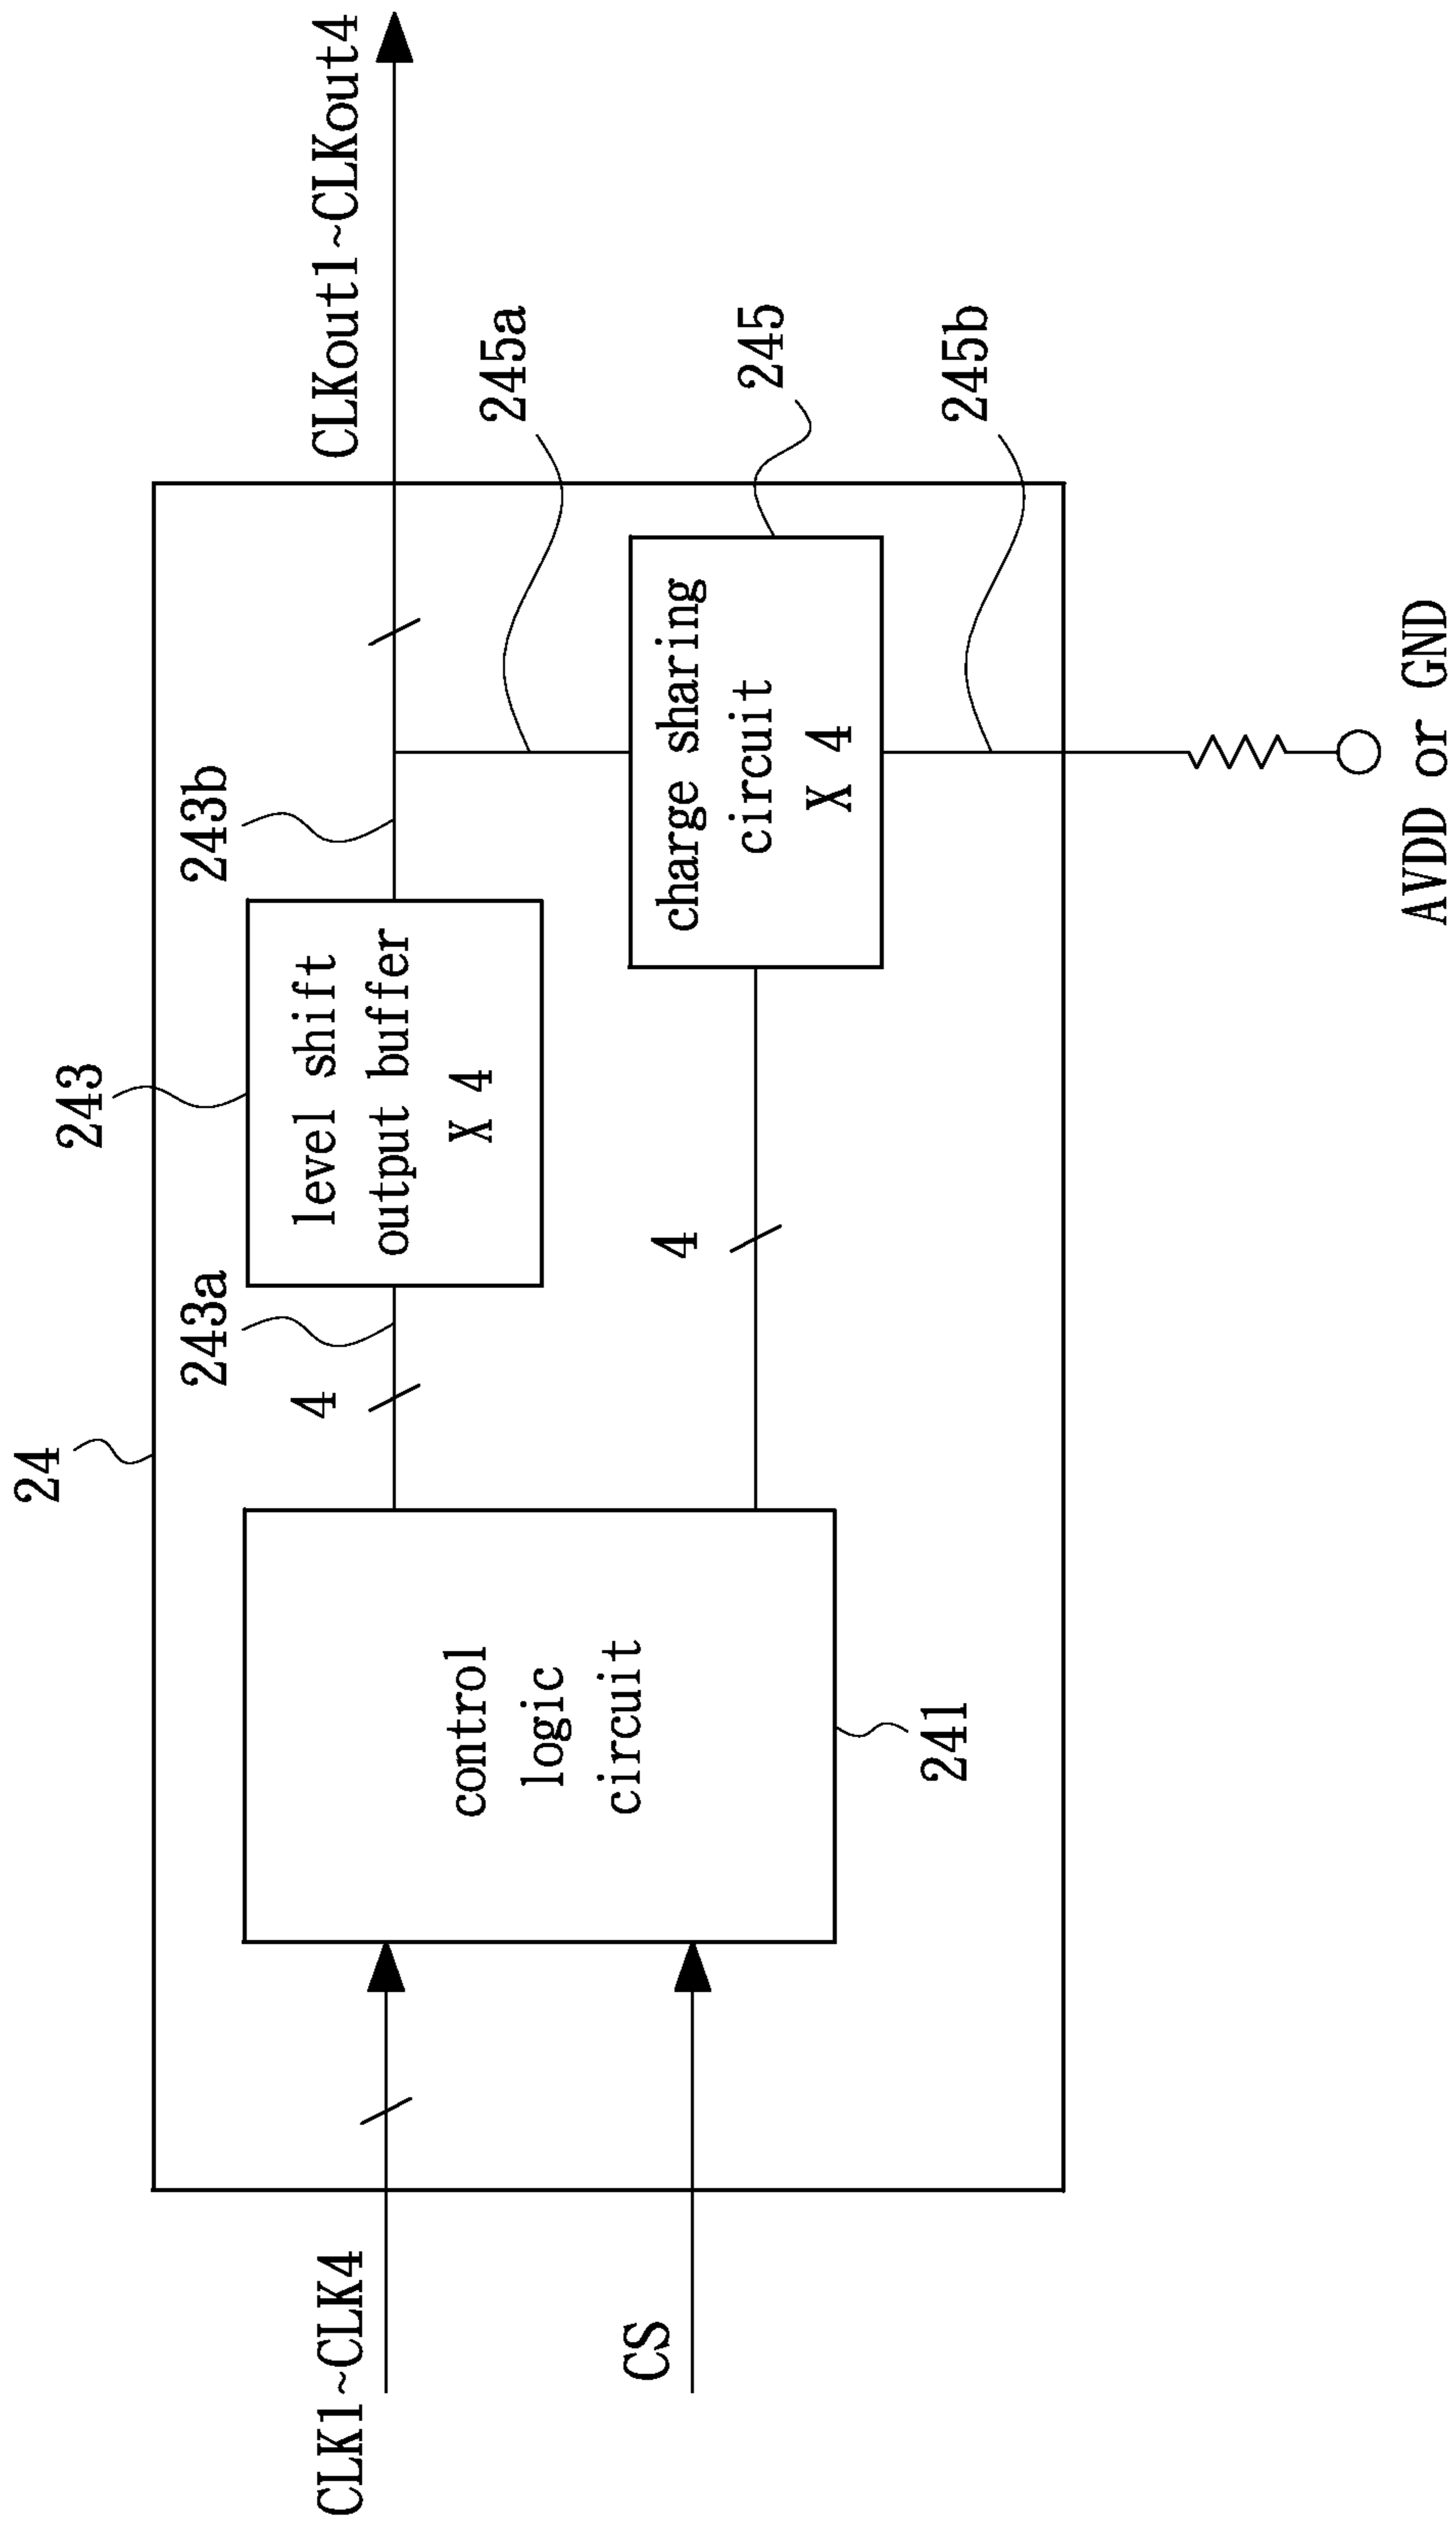 24
243
243a
243b
CLKout1~CLKout4
CLK1~CLK4
4
level shift
output buffer
X 4
245a
control
logic
circuit
CS
4
charge sharing
circuit
X 4
245
241
245b
AVDD or GND